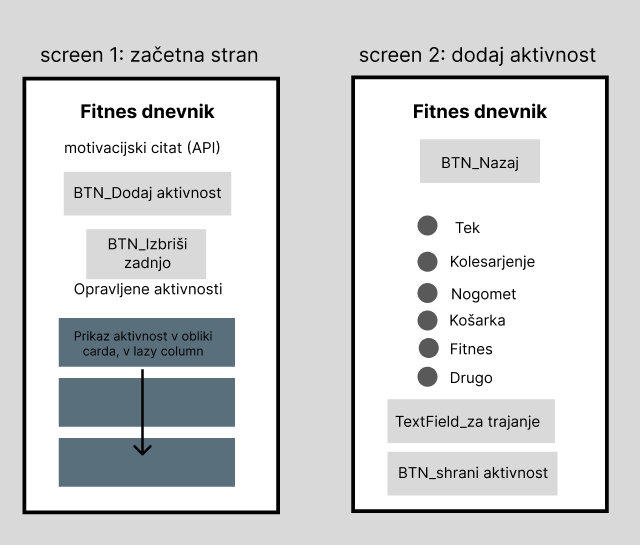 screen 1: začetna stran
Fitnes dnevnik
motivacijski citat (API)
BTN_Dodaj aktivnost
BTN_Izbriši
zadnjo
Opravljene aktivnosti
Prikaz aktivnost v obliki
carda, v lazy column
screen 2: dodaj aktivnost
Fitnes dnevnik
BTN_Nazaj
Tek
Kolesarjenje
Nogomet
Košarka
Fitnes
Drugo
TextField_za trajanje
BTN_shrani aktivnost